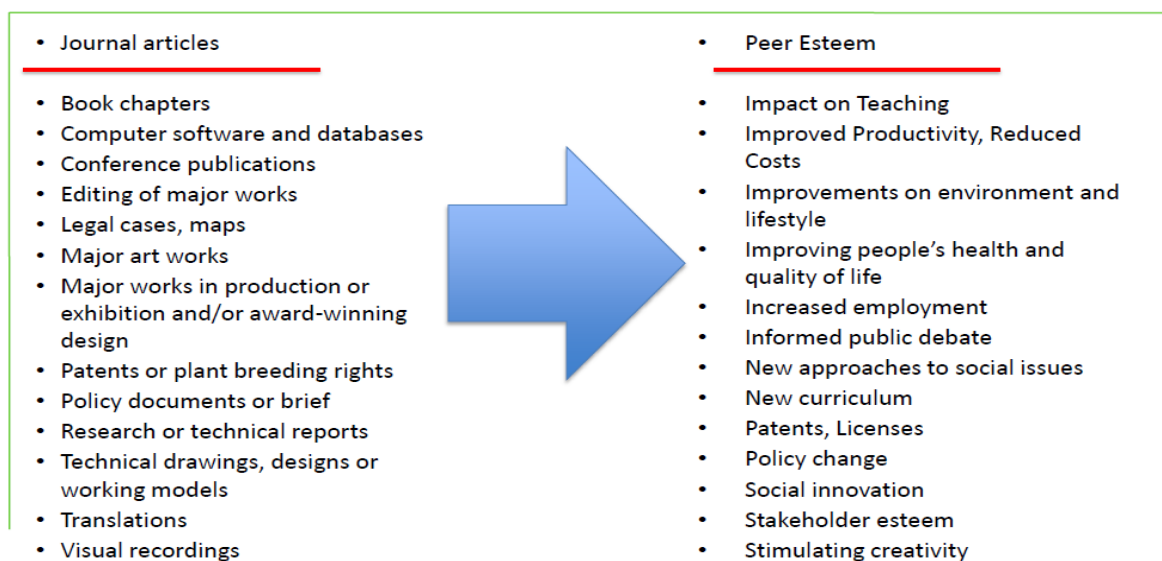 • Journal articles
• Book chapters
• Computer software and databases
• Conference publications
• Editing of major works
• Legal cases, maps
• Major art works
• Major works in production or
exhibition and/or award-winning
design
• Patents or plant breeding rights
• Policy documents or brief
• Research or technical reports
• Technical drawings, designs or
working models
• Translations
• Visual recordings
• Peer Esteem
• Impact on Teaching
• Improved Productivity, Reduced
Costs
• Improvements on environment and
lifestyle
• Improving people’s health and
quality of life
• Increased employment
• Informed public debate
• New approaches to social issues
• New curriculum
• Patents, Licenses
• Policy change
• Social innovation
• Stakeholder esteem
• Stimulating creativity